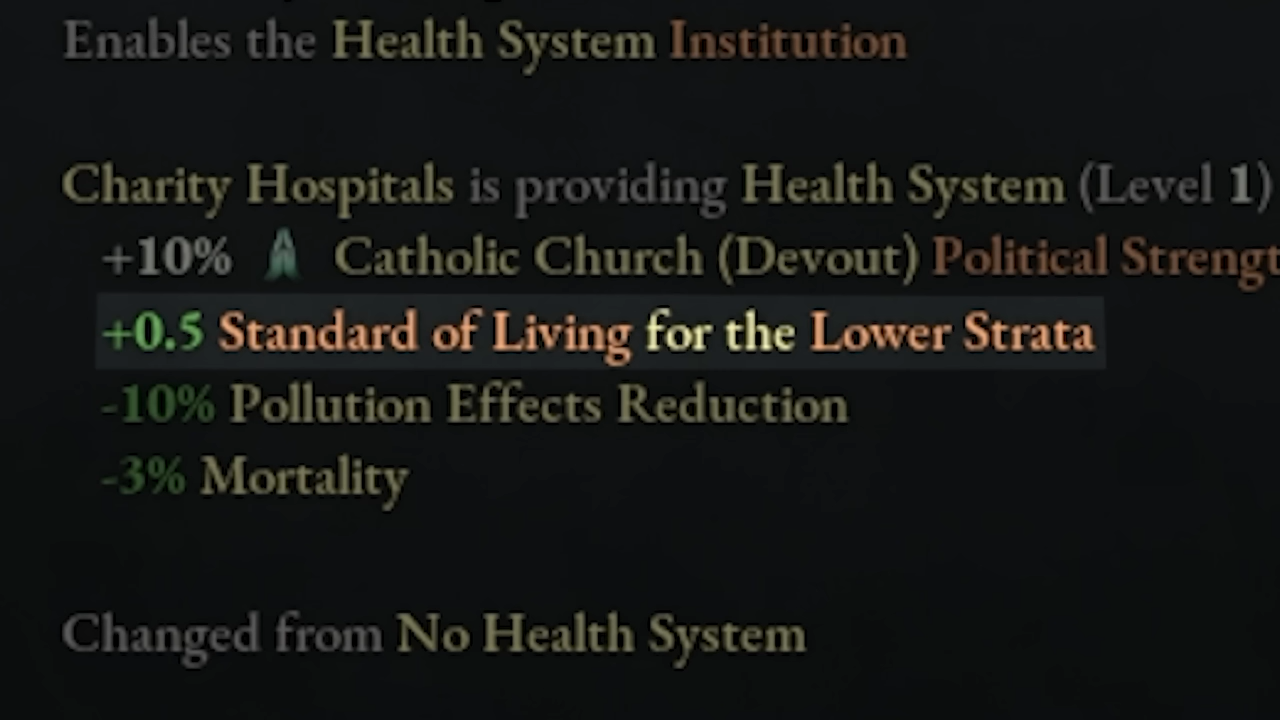 Enables the Health System Institution
Charity Hospitals is providing Health System (Level 1)
+10% Catholic Church (Devout) Political Strengt
+0.5 Standard of Living for the Lower Strata
-10% Pollution Effects Reduction
-3% Mortality
Changed from No Health System